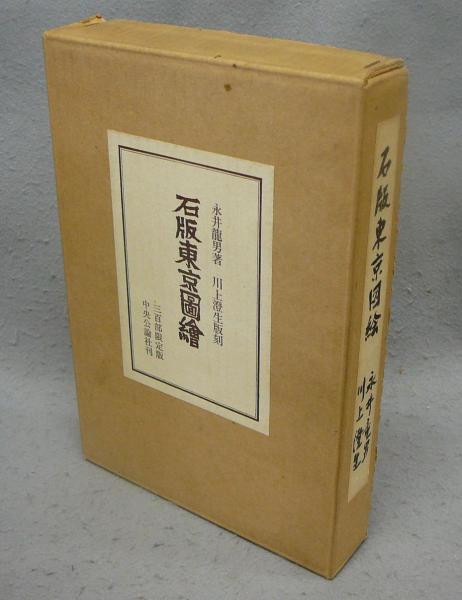 永井龍男著 川上澄生版刻
石版東京圖繪
三百部限定版
中央公論社刊
石版東京図絵
永井龍男
川上澄生